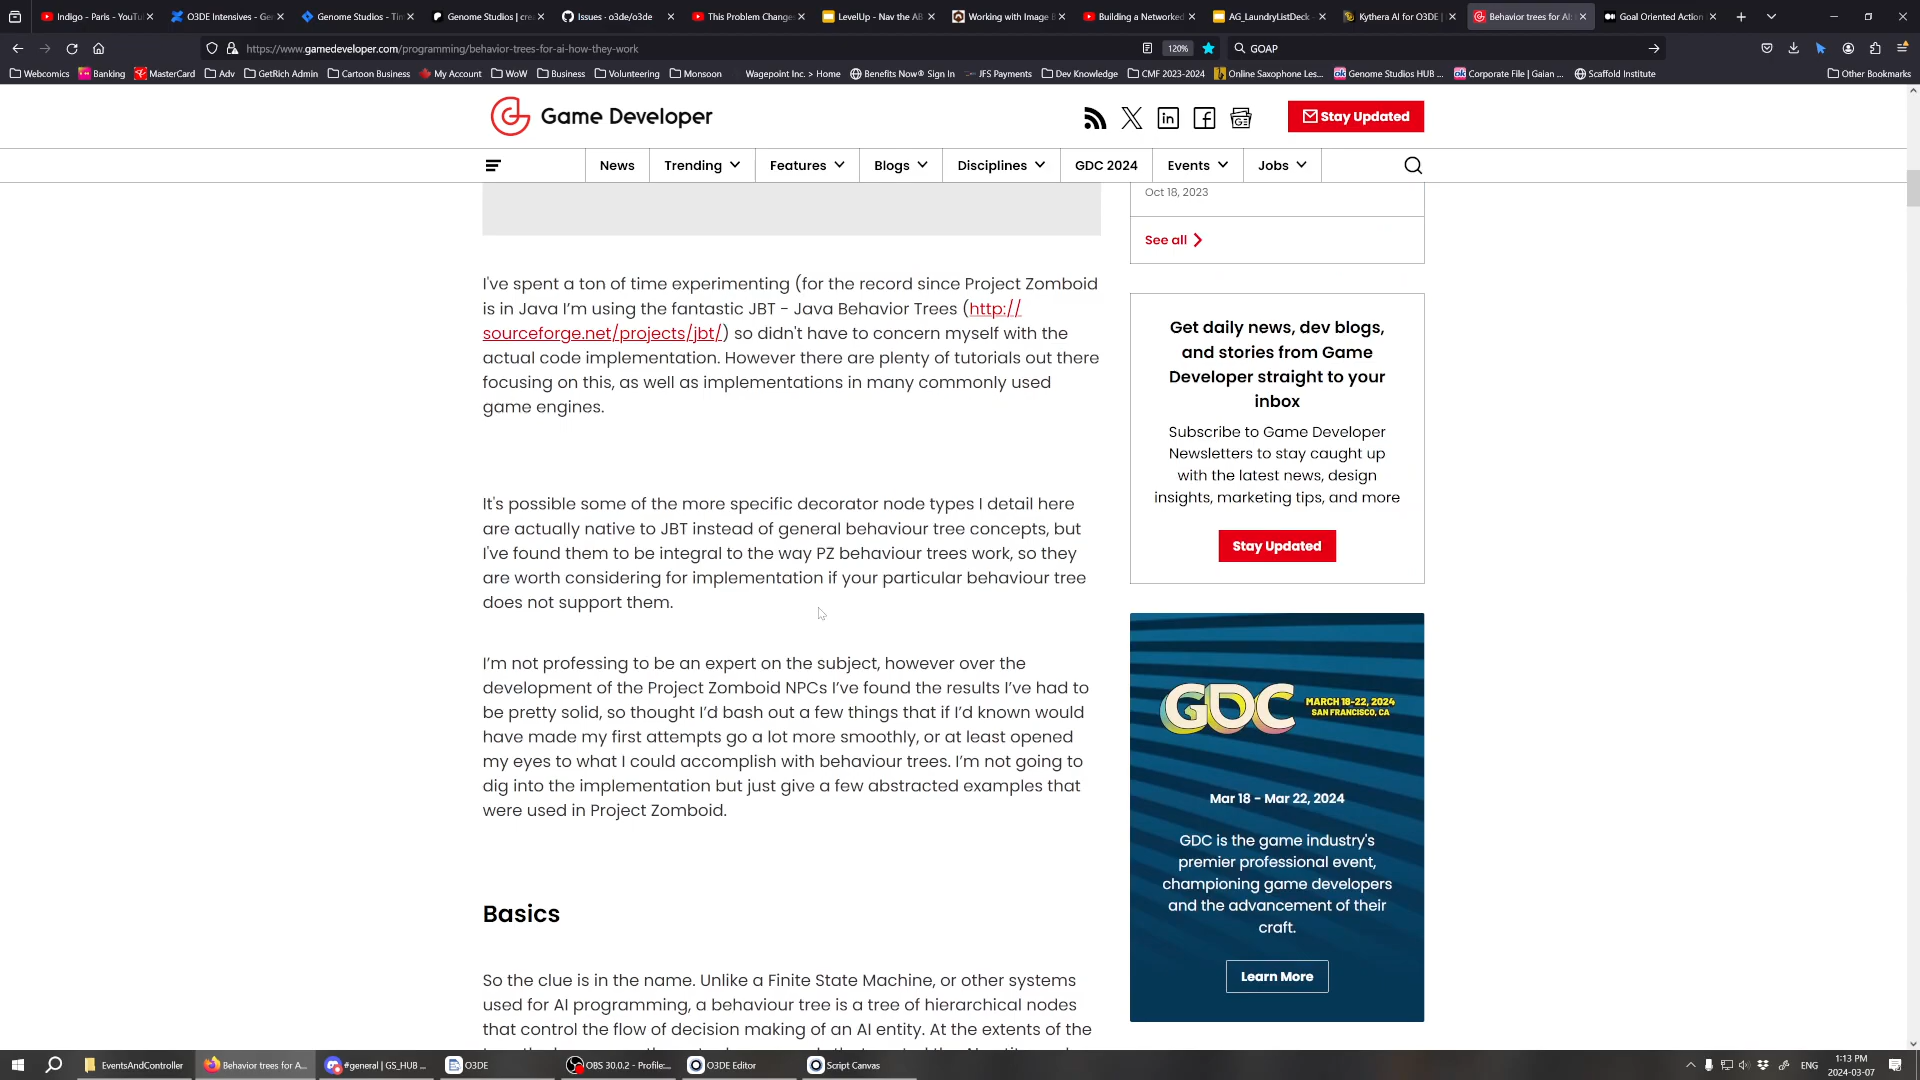 Indigo - Paris - YouTu
O3DE Intensives - Ge
Genome Studios - Ti
Genome Studios | cre
Issues · o3de/o3de
This Problem Change
LevelUp - Nav the AB
Working with Image B
Building a Networked
AG_LaundryListDeck -
Kythera AI for O3DE |
Behavior trees for AI:
Goal Oriented Action
https://www.gamedeveloper.com/programming/behavior-trees-for-ai-how-they-work
120%
GOAP
Webcomics
Banking
MasterCard
Adv
GetRich Admin
Cartoon Business
My Account
WoW
Business
Volunteering
Monsoon
Wagepoint Inc. > Home
Benefits Now® Sign In
JFS Payments
Dev Knowledge
CMF 2023-2024
Online Saxophone Les...
Genome Studios HUB ...
Corporate File | Gaian ...
Scaffold Institute
Other Bookmarks
Game Developer
Stay Updated
News
Trending
Features
Blogs
Disciplines
GDC 2024
Events
Jobs
Oct 18, 2023
See all
I've spent a ton of time experimenting (for the record since Project Zomboid
is in Java I’m using the fantastic JBT - Java Behavior Trees (http://
sourceforge.net/projects/jbt/) so didn't have to concern myself with the
actual code implementation. However there are plenty of tutorials out there
focusing on this, as well as implementations in many commonly used
game engines.
It's possible some of the more specific decorator node types I detail here
are actually native to JBT instead of general behaviour tree concepts, but
I've found them to be integral to the way PZ behaviour trees work, so they
are worth considering for implementation if your particular behaviour tree
does not support them.
I’m not professing to be an expert on the subject, however over the
development of the Project Zomboid NPCs I’ve found the results I’ve had to
be pretty solid, so thought I’d bash out a few things that if I’d known would
have made my first attempts go a lot more smoothly, or at least opened
my eyes to what I could accomplish with behaviour trees. I’m not going to
dig into the implementation but just give a few abstracted examples that
were used in Project Zomboid.
Basics
So the clue is in the name. Unlike a Finite State Machine, or other systems
used for AI programming, a behaviour tree is a tree of hierarchical nodes
that control the flow of decision making of an AI entity. At the extents of the
Get daily news, dev blogs,
and stories from Game
Developer straight to your
inbox
Subscribe to Game Developer
Newsletters to stay caught up
with the latest news, design
insights, marketing tips, and more
Stay Updated
GDC
MARCH 18-22, 2024
SAN FRANCISCO, CA
Mar 18 - Mar 22, 2024
GDC is the game industry's
premier professional event,
championing game developers
and the advancement of their
craft.
Learn More
EventsAndController
Behavior trees for A...
#general | GS_HUB ...
O3DE
OBS 30.0.2 - Profile:...
O3DE Editor
Script Canvas
ENG
1:13 PM
2024-03-07